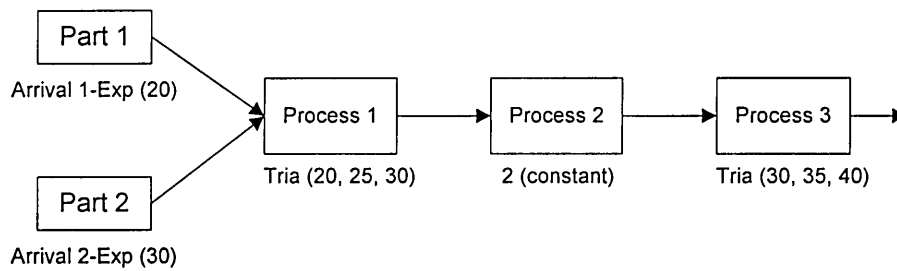 Part 1
Arrival 1-Exp (20)
Process 1
Process 2
Process 3
Tria (20, 25, 30)
2 (constant)
Tria (30, 35, 40)
Part 2
Arrival 2-Exp (30)